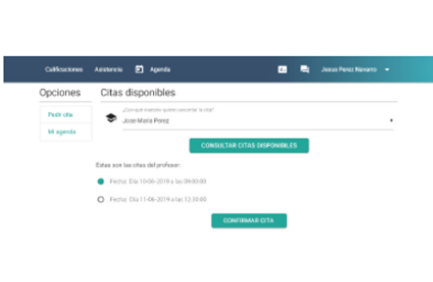 Calificaciones Asistencia Agenda Jesus Perez Navarro
Opciones
Pedir cita
Mi agenda
Citas disponibles
¿Con qué maestro quiere concertar la cita?
Jose Maria Perez
CONSULTAR CITAS DISPONIBLES
Estas son las citas del profesor:
Fecha: Día 10-06-2019 a las 09:00:00
Fecha: Día 11-06-2019 a las 13:30:00
CONFIRMAR CITA